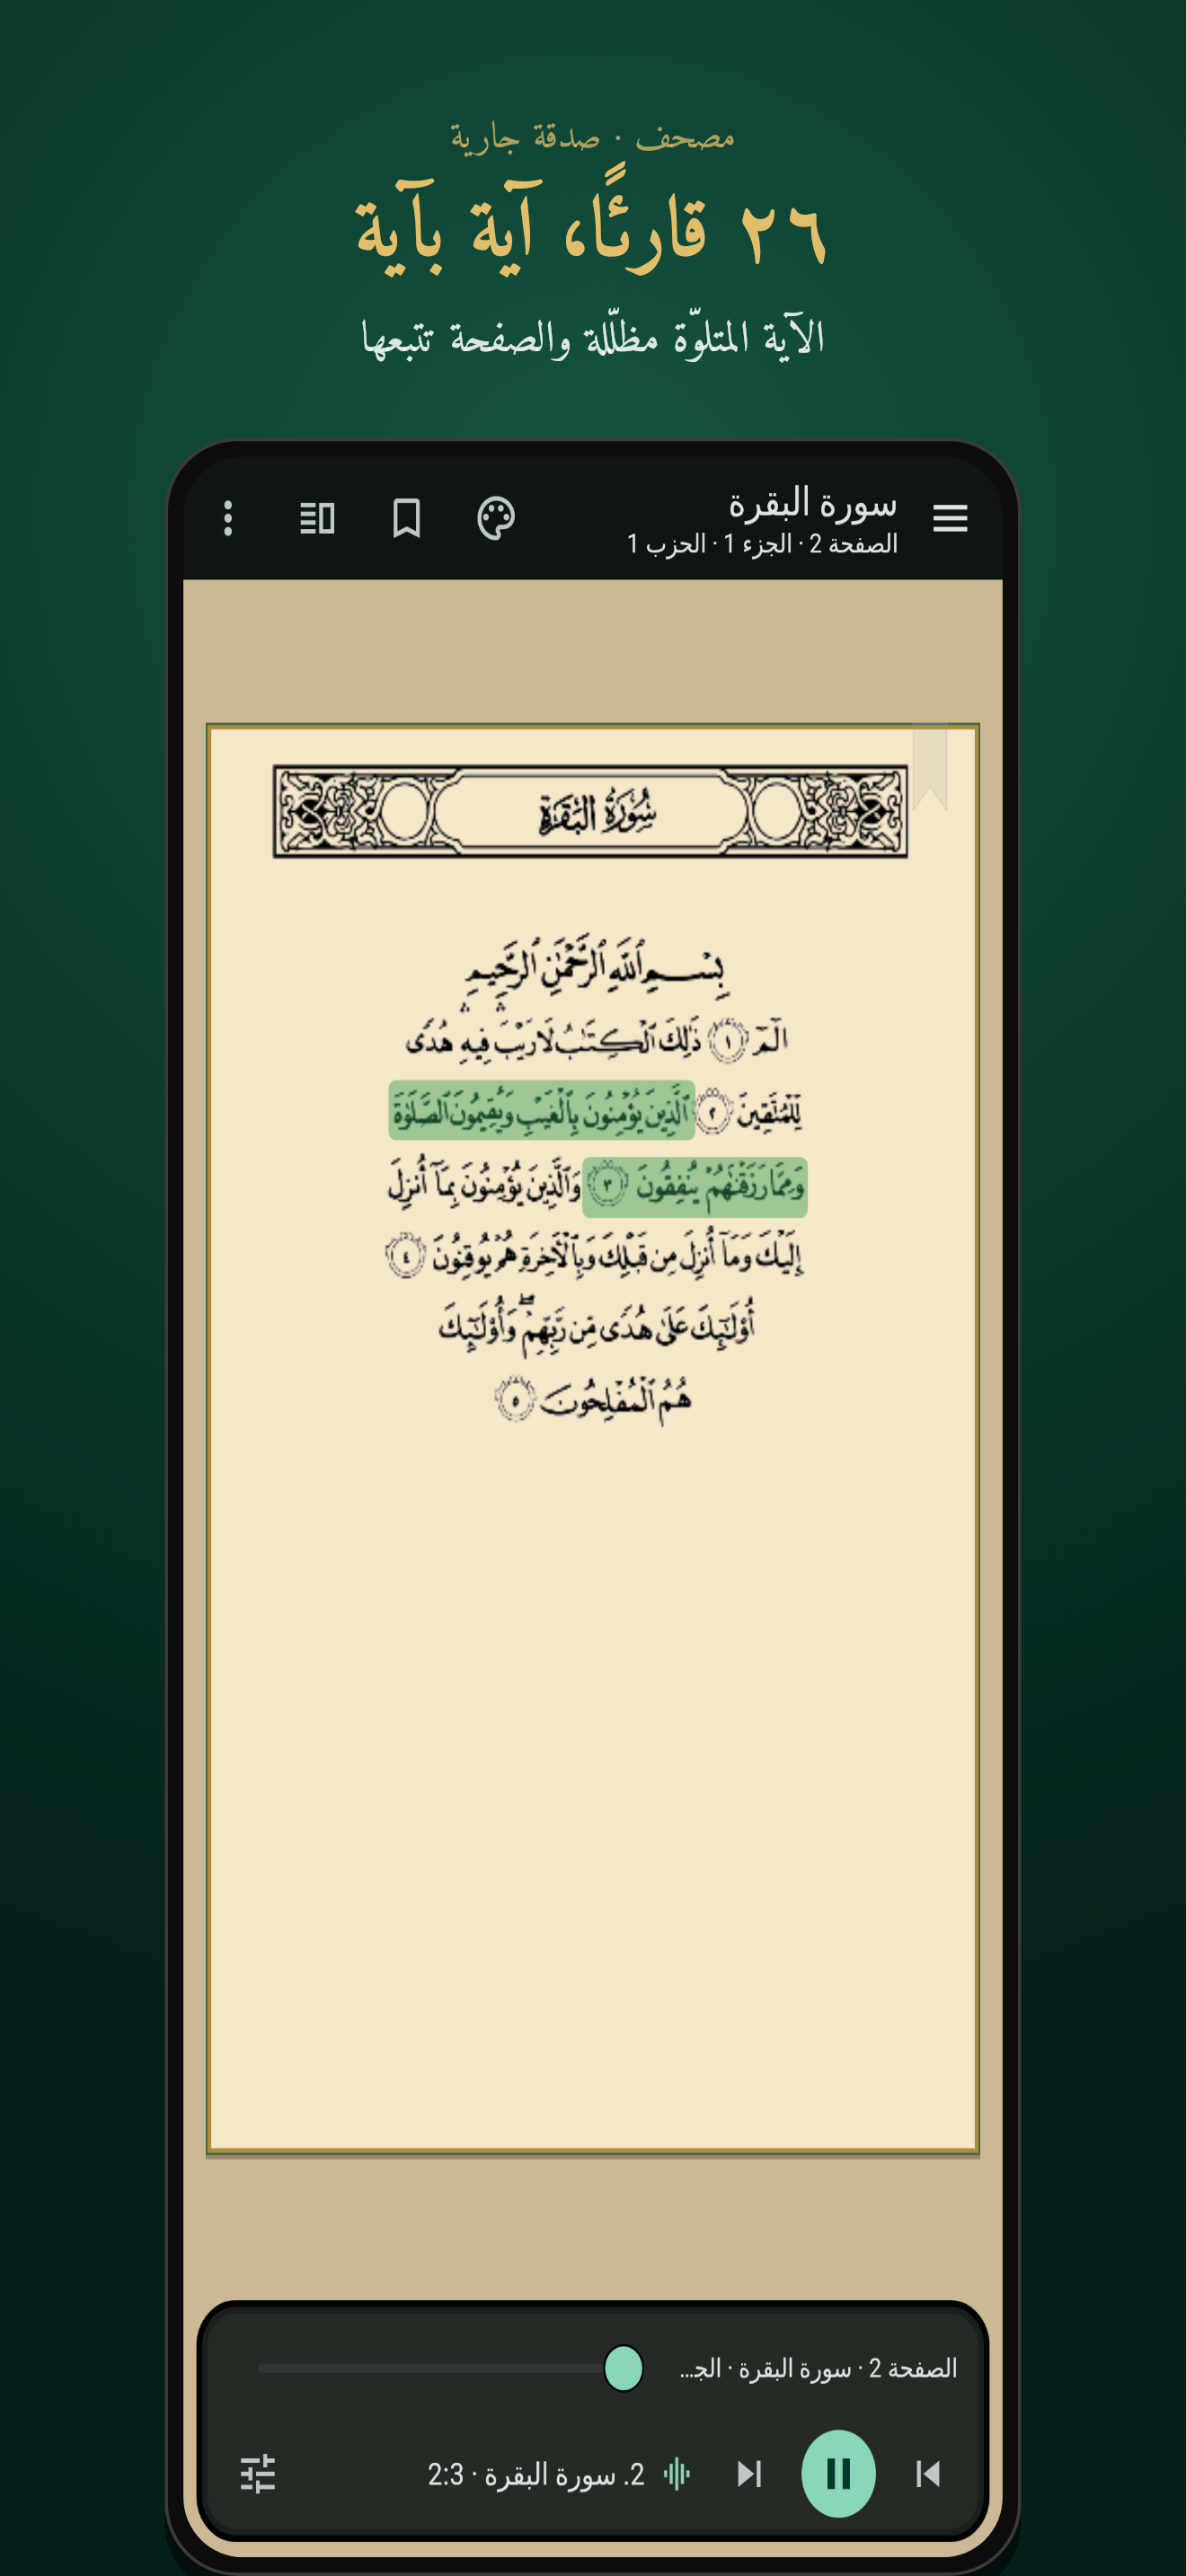 مصحف · صدقة جارية
٢٦ قارئًا، آية بآية
الآية المتلوّة مظلّلة والصفحة تتبعها
سورة البقرة
الصفحة 2 · الجزء 1 · الحزب 1
سُورَةُ البَقَرَةِ
بِسْمِ ٱللَّهِ ٱلرَّحْمَٰنِ ٱلرَّحِيمِ
الٓمٓ ١ ذَٰلِكَ ٱلْكِتَٰبُ لَا رَيْبَ ۛ فِيهِ ۛ هُدًى
لِّلْمُتَّقِينَ ٢ ٱلَّذِينَ يُؤْمِنُونَ بِٱلْغَيْبِ وَيُقِيمُونَ ٱلصَّلَوٰةَ
وَمِمَّا رَزَقْنَٰهُمْ يُنفِقُونَ ٣ وَٱلَّذِينَ يُؤْمِنُونَ بِمَآ أُنزِلَ
إِلَيْكَ وَمَآ أُنزِلَ مِن قَبْلِكَ وَبِٱلْأَخِرَةِ هُمْ يُوقِنُونَ ٤
أُو۟لَٰٓئِكَ عَلَىٰ هُدًى مِّن رَّبِّهِمْ ۖ وَأُو۟لَٰٓئِكَ
هُمُ ٱلْمُفْلِحُونَ ٥
الصفحة 2 · سورة البقرة · الجـ...
2. سورة البقرة · 2:3